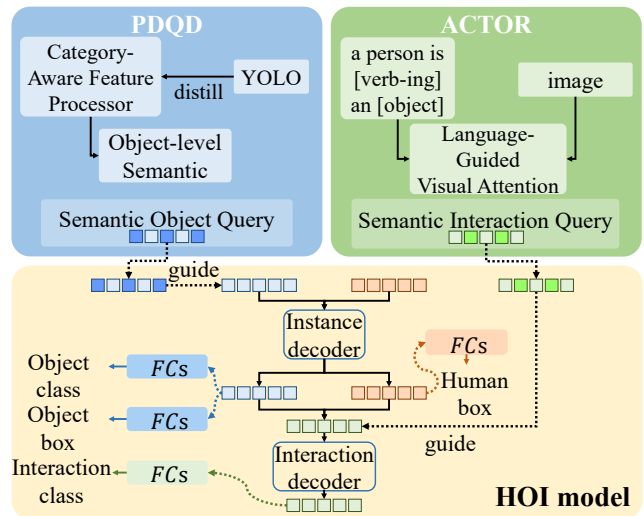 PDQD
Category-
Aware Feature
Processor
distill
YOLO
Object-level
Semantic
Semantic Object Query
ACTOR
a person is
[verb-ing]
an [object]
image
Language-
Guided
Visual Attention
Semantic Interaction Query
guide
Instance
decoder
Object
class
FCs
Object
box
FCs
FCs
Human
box
guide
Interaction
class
FCs
Interaction
decoder
HOI model